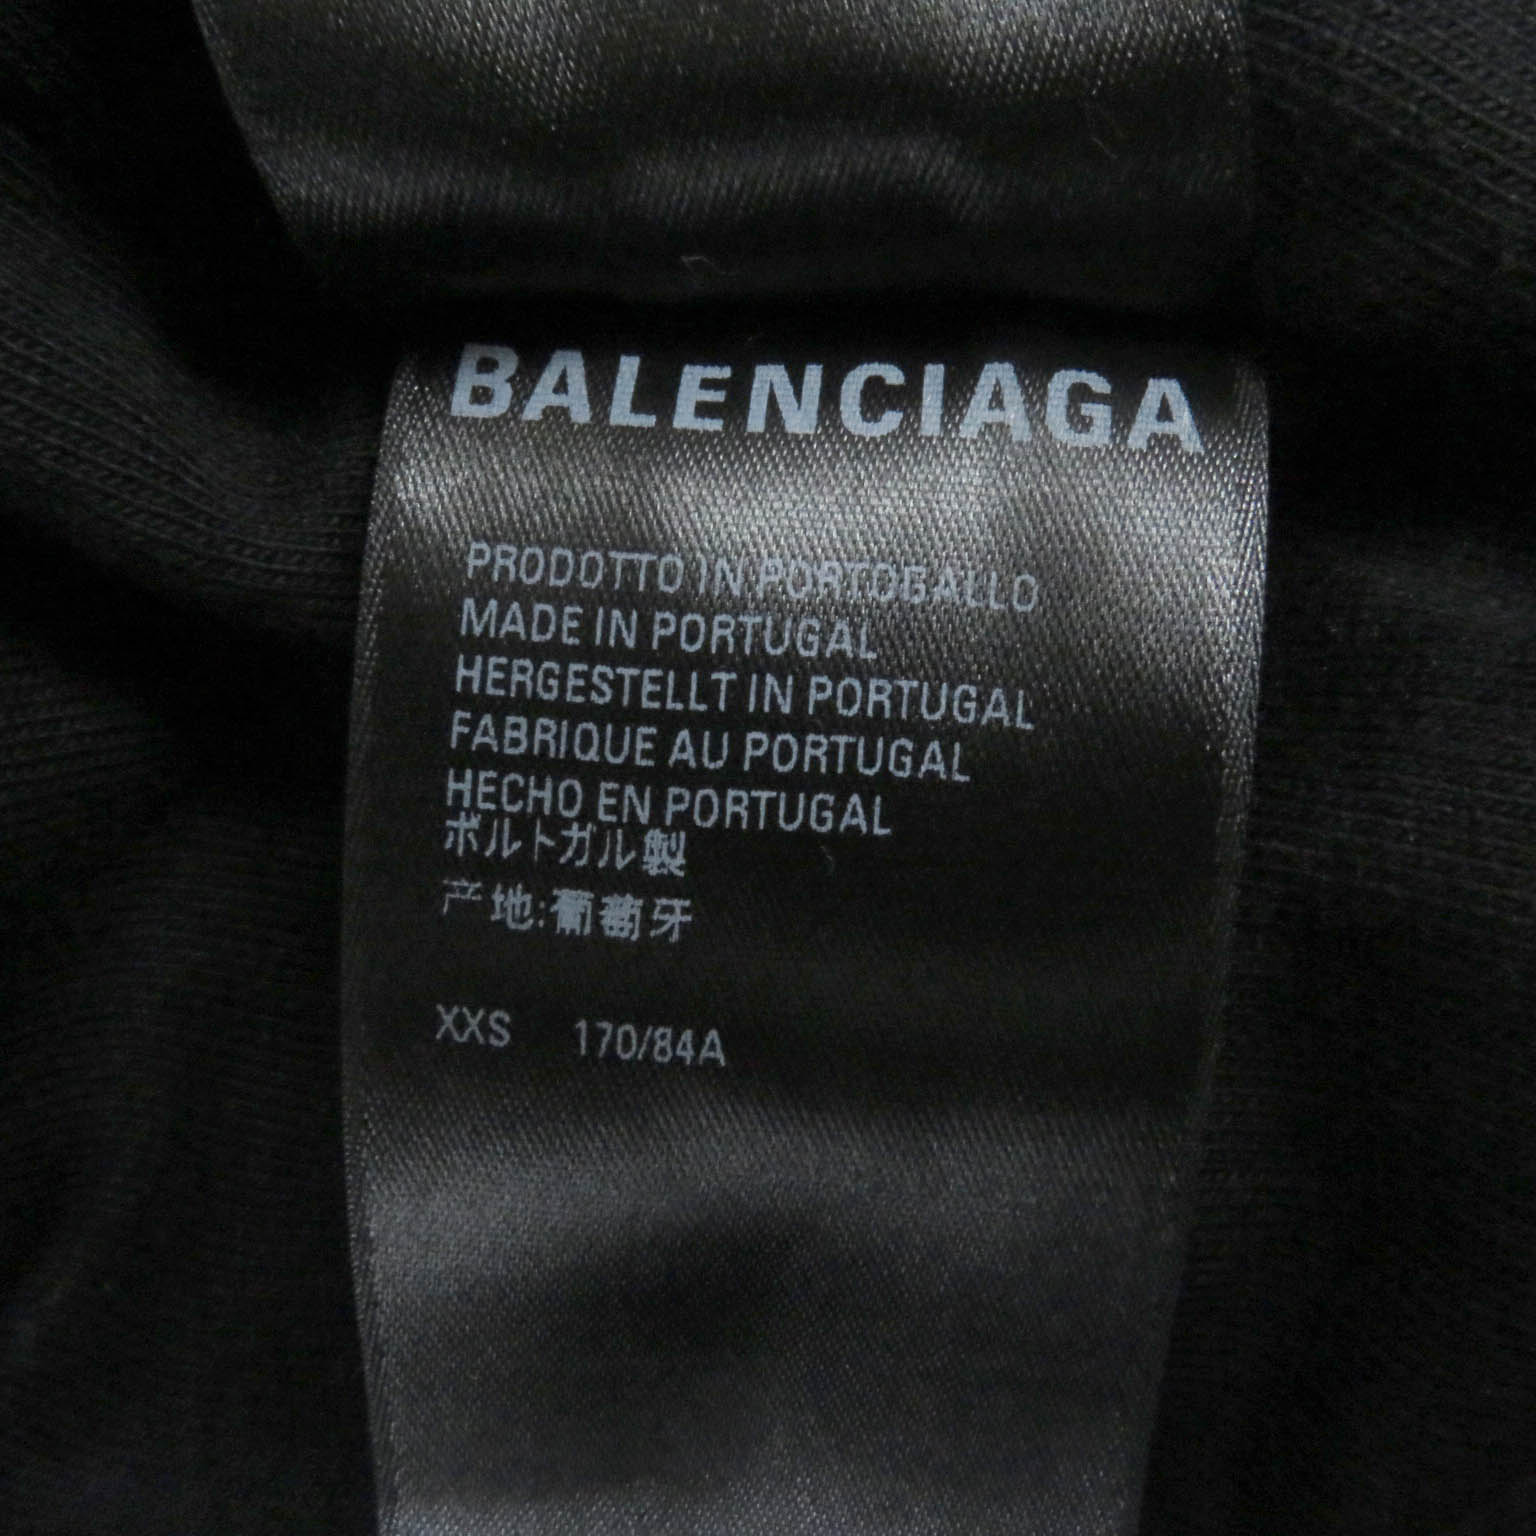 BALENCIAGA
PRODOTTO IN PORTOGALLO
MADE IN PORTUGAL
HERGESTELLT IN PORTUGAL
FABRIQUE AU PORTUGAL
HECHO EN PORTUGAL
ポルトガル製
产地:葡萄牙
XXS 170/84A